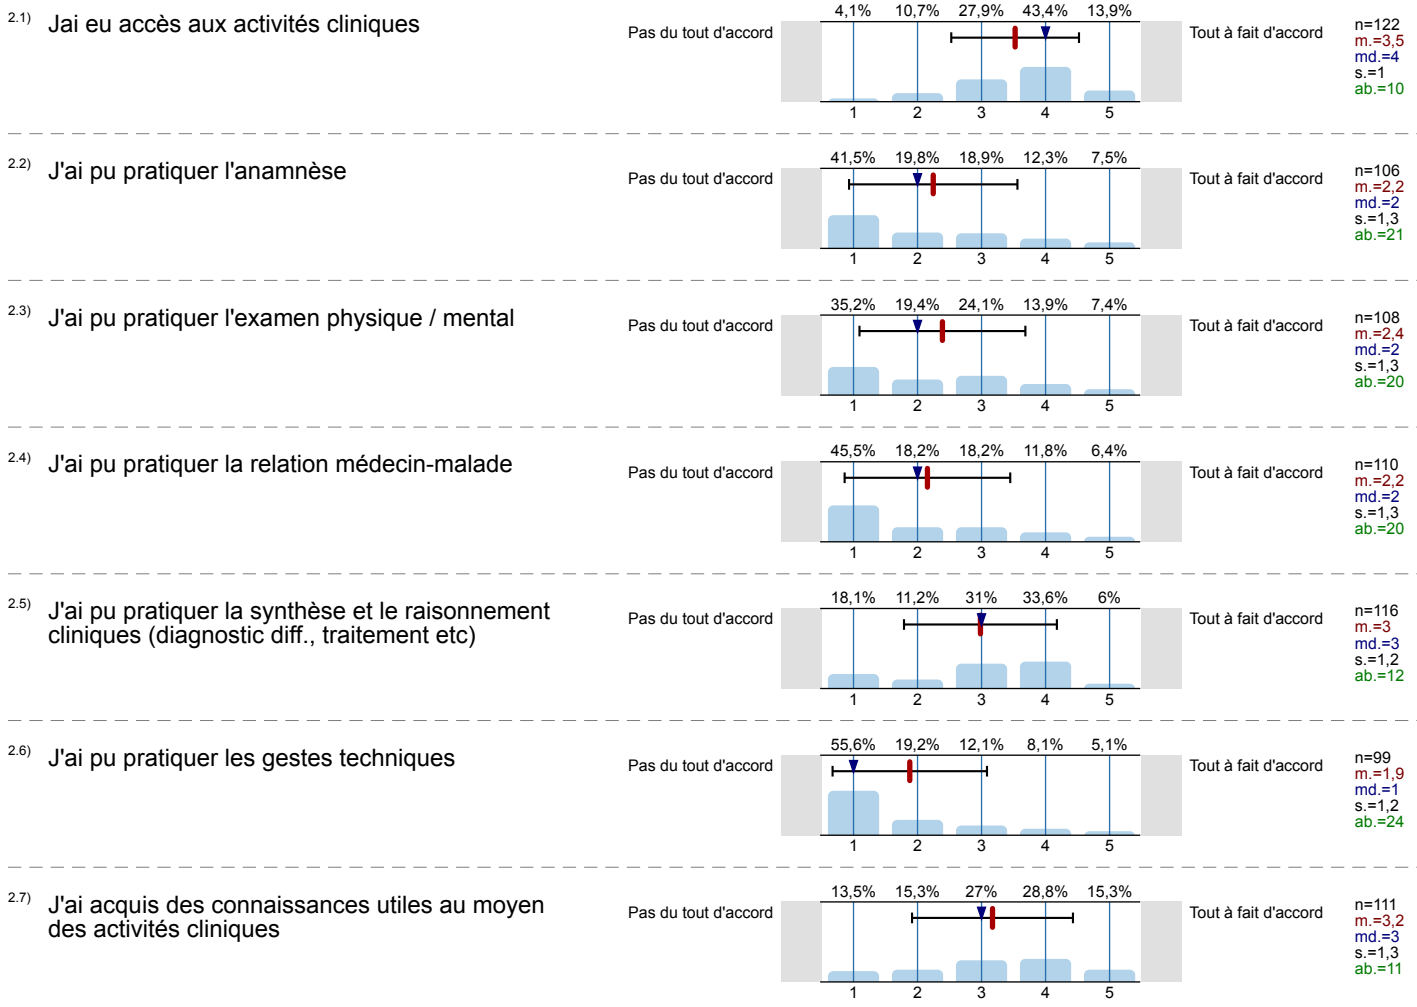 2.1) Jai eu accès aux activités cliniques
Pas du tout d'accord
4,1% 10,7% 27,9% 43,4% 13,9%
1 2 3 4 5
Tout à fait d'accord
n=122
m.=3,5
md.=4
s.=1
ab.=10
2.2) J'ai pu pratiquer l'anamnèse
Pas du tout d'accord
41,5% 19,8% 18,9% 12,3% 7,5%
1 2 3 4 5
Tout à fait d'accord
n=106
m.=2,2
md.=2
s.=1,3
ab.=21
2.3) J'ai pu pratiquer l'examen physique / mental
Pas du tout d'accord
35,2% 19,4% 24,1% 13,9% 7,4%
1 2 3 4 5
Tout à fait d'accord
n=108
m.=2,4
md.=2
s.=1,3
ab.=20
2.4) J'ai pu pratiquer la relation médecin-malade
Pas du tout d'accord
45,5% 18,2% 18,2% 11,8% 6,4%
1 2 3 4 5
Tout à fait d'accord
n=110
m.=2,2
md.=2
s.=1,3
ab.=20
2.5) J'ai pu pratiquer la synthèse et le raisonnement
cliniques (diagnostic diff., traitement etc)
Pas du tout d'accord
18,1% 11,2% 31% 33,6% 6%
1 2 3 4 5
Tout à fait d'accord
n=116
m.=3
md.=3
s.=1,2
ab.=12
2.6) J'ai pu pratiquer les gestes techniques
Pas du tout d'accord
55,6% 19,2% 12,1% 8,1% 5,1%
1 2 3 4 5
Tout à fait d'accord
n=99
m.=1,9
md.=1
s.=1,2
ab.=24
2.7) J'ai acquis des connaissances utiles au moyen
des activités cliniques
Pas du tout d'accord
13,5% 15,3% 27% 28,8% 15,3%
1 2 3 4 5
Tout à fait d'accord
n=111
m.=3,2
md.=3
s.=1,3
ab.=11